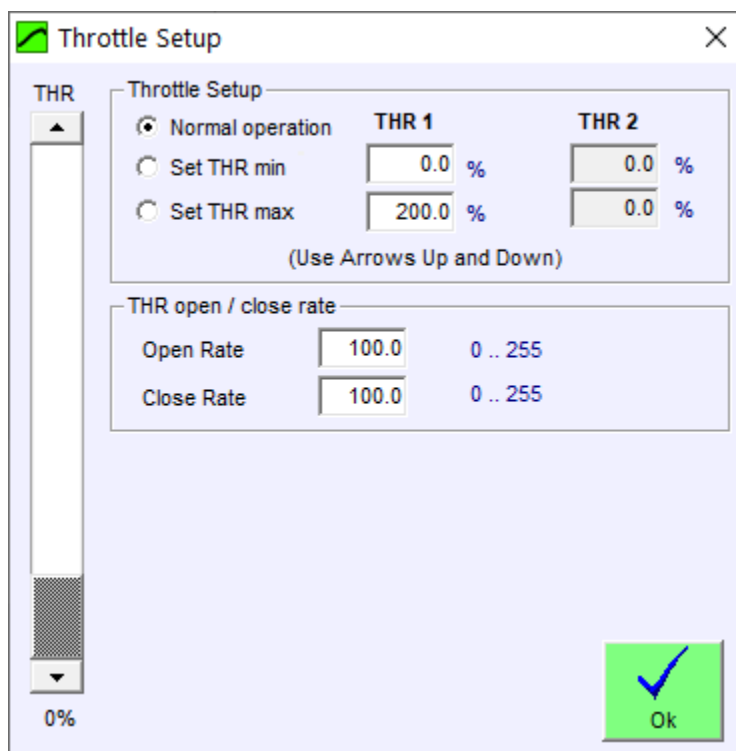 Throttle Setup
THR
Throttle Setup
Normal operation THR 1 THR 2
Set THR min 0.0 % 0.0 %
Set THR max 200.0 % 0.0 %
(Use Arrows Up and Down)
THR open / close rate
Open Rate 100.0 0 .. 255
Close Rate 100.0 0 .. 255
0%
Ok